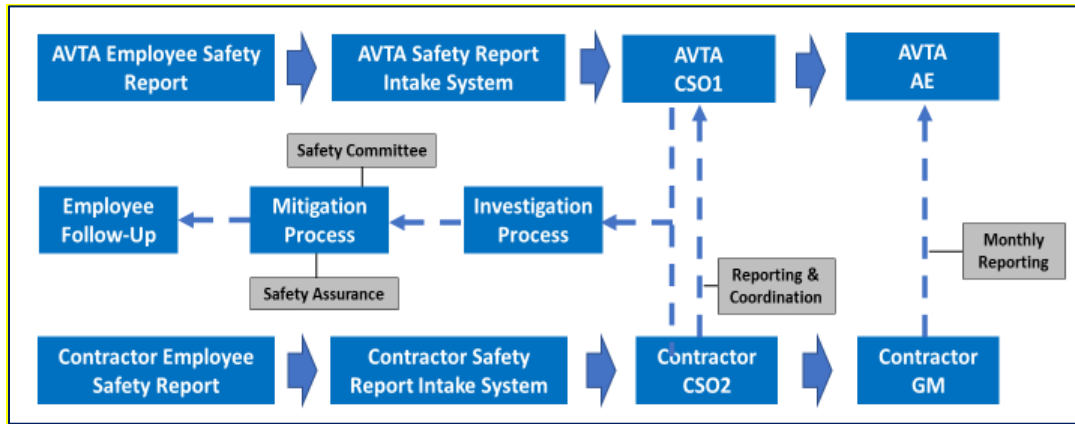 AVTA Employee Safety
Report
AVTA Safety Report
Intake System
AVTA
CSO1
AVTA
AE
Safety Committee
Employee
Follow-Up
Mitigation
Process
Investigation
Process
Monthly
Reporting
Reporting &
Coordination
Safety Assurance
Contractor Employee
Safety Report
Contractor Safety
Report Intake System
Contractor
CSO2
Contractor
GM